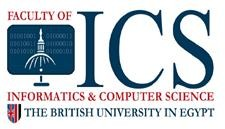 FACULTY OF
ICS
INFORMATICS & COMPUTER SCIENCE
THE BRITISH UNIVERSITY IN EGYPT